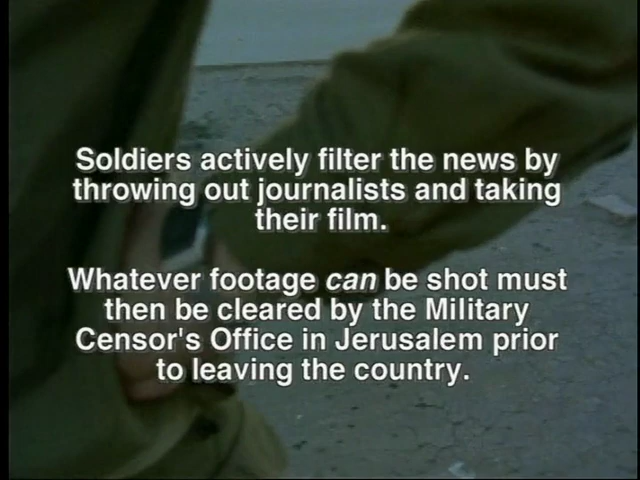 Soldiers actively filter the news by
throwing out journalists and taking
their film.
Whatever footage can be shot must
then be cleared by the Military
Censor's Office in Jerusalem prior
to leaving the country.